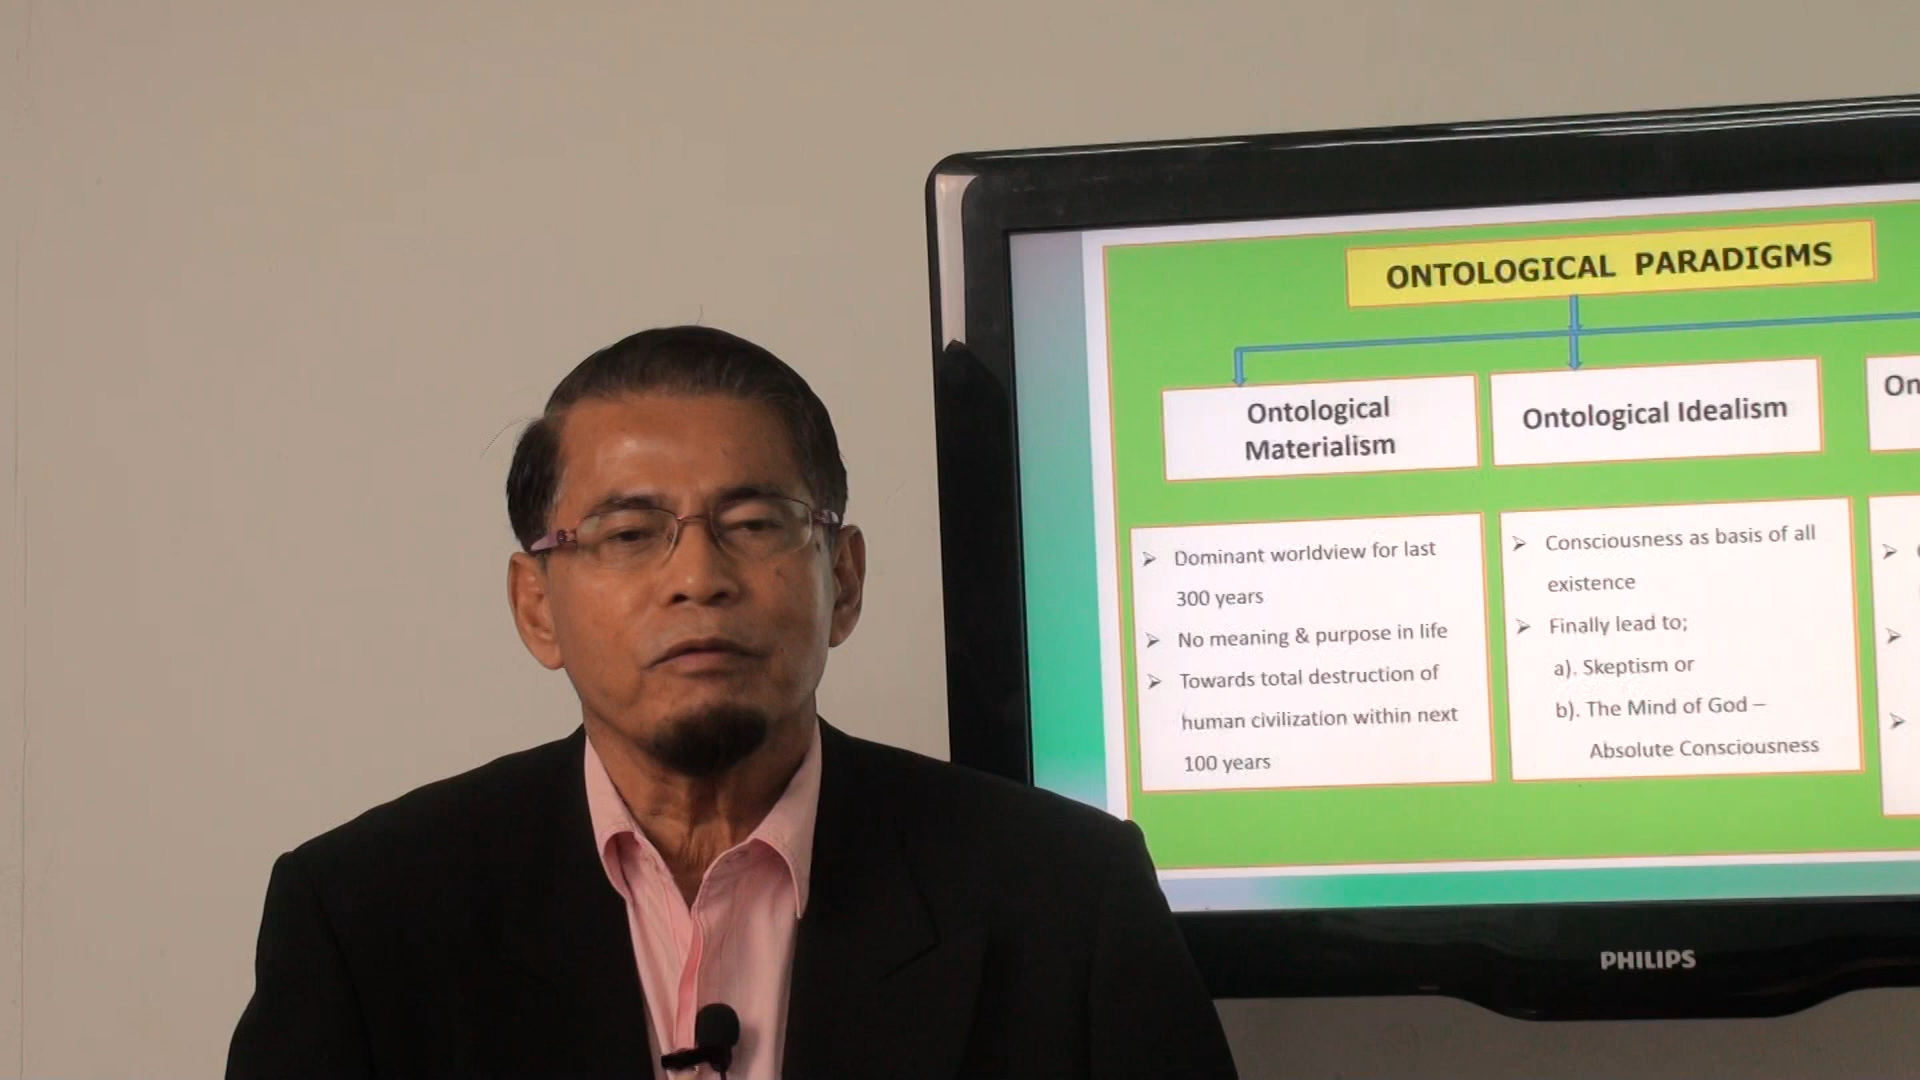 ONTOLOGICAL PARADIGMS
Ontological
Materialism
Ontological Idealism
On
Dominant worldview for last
300 years
No meaning & purpose in life
Towards total destruction of
human civilization within next
100 years
Consciousness as basis of all
existence
Finally lead to;
a). Skeptism or
b). The Mind of God –
Absolute Consciousness
PHILIPS